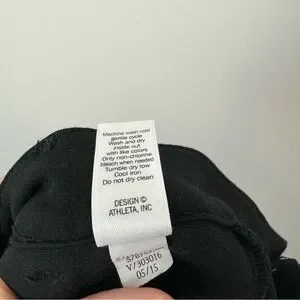 Machine wash cold
gentle cycle
Wash and dry
inside out
with like colors
Only non-chlorine
bleach when needed
Tumble dry low
Cool iron
Do not dry clean
DESIGN ©
ATHLETA, INC
V/303016
05/15